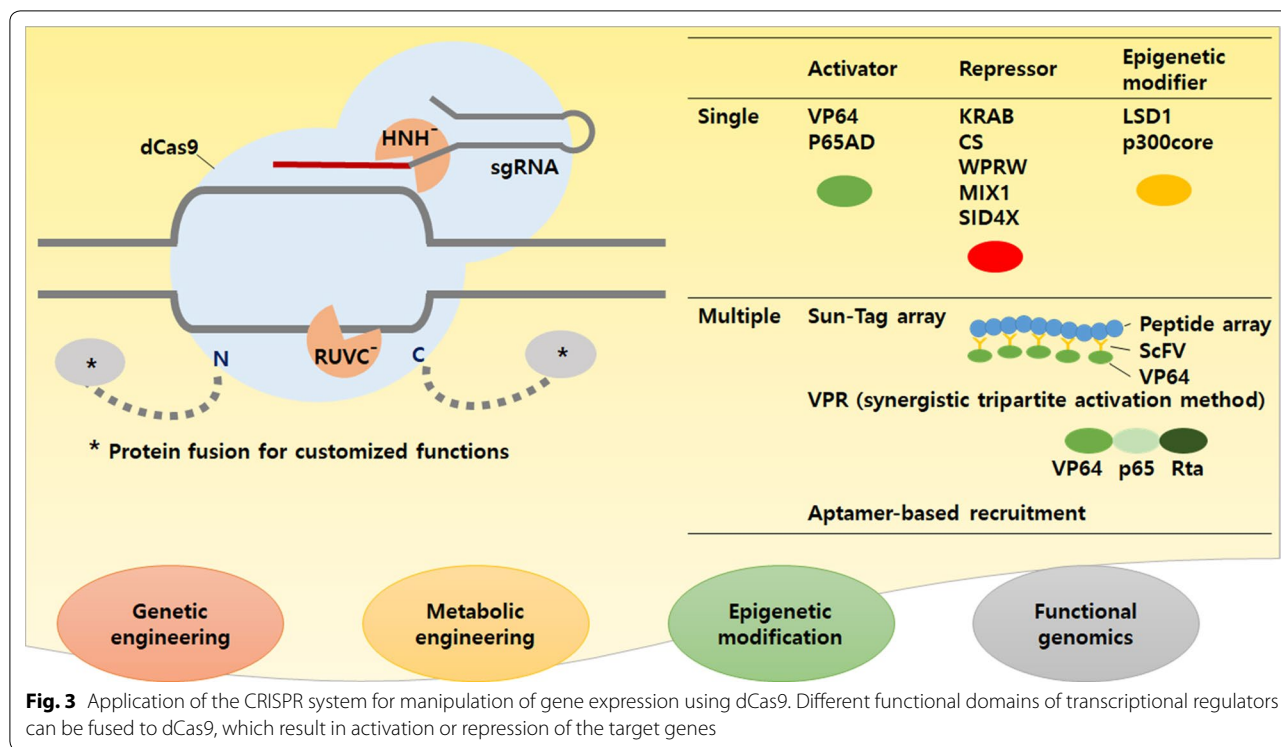 dCas9
HNH⁻
sgRNA
RUVC⁻
N
C
*
*
* Protein fusion for customized functions
Activator Repressor Epigenetic
modifier
Single VP64 KRAB LSD1
P65AD CS p300core
WPRW
MIX1
SID4X
Multiple Sun-Tag array
Peptide array
ScFV
VP64
VPR (synergistic tripartite activation method)
VP64 p65 Rta
Aptamer-based recruitment
Genetic
engineering
Metabolic
engineering
Epigenetic
modification
Functional
genomics
Fig. 3 Application of the CRISPR system for manipulation of gene expression using dCas9. Different functional domains of transcriptional regulators
can be fused to dCas9, which result in activation or repression of the target genes